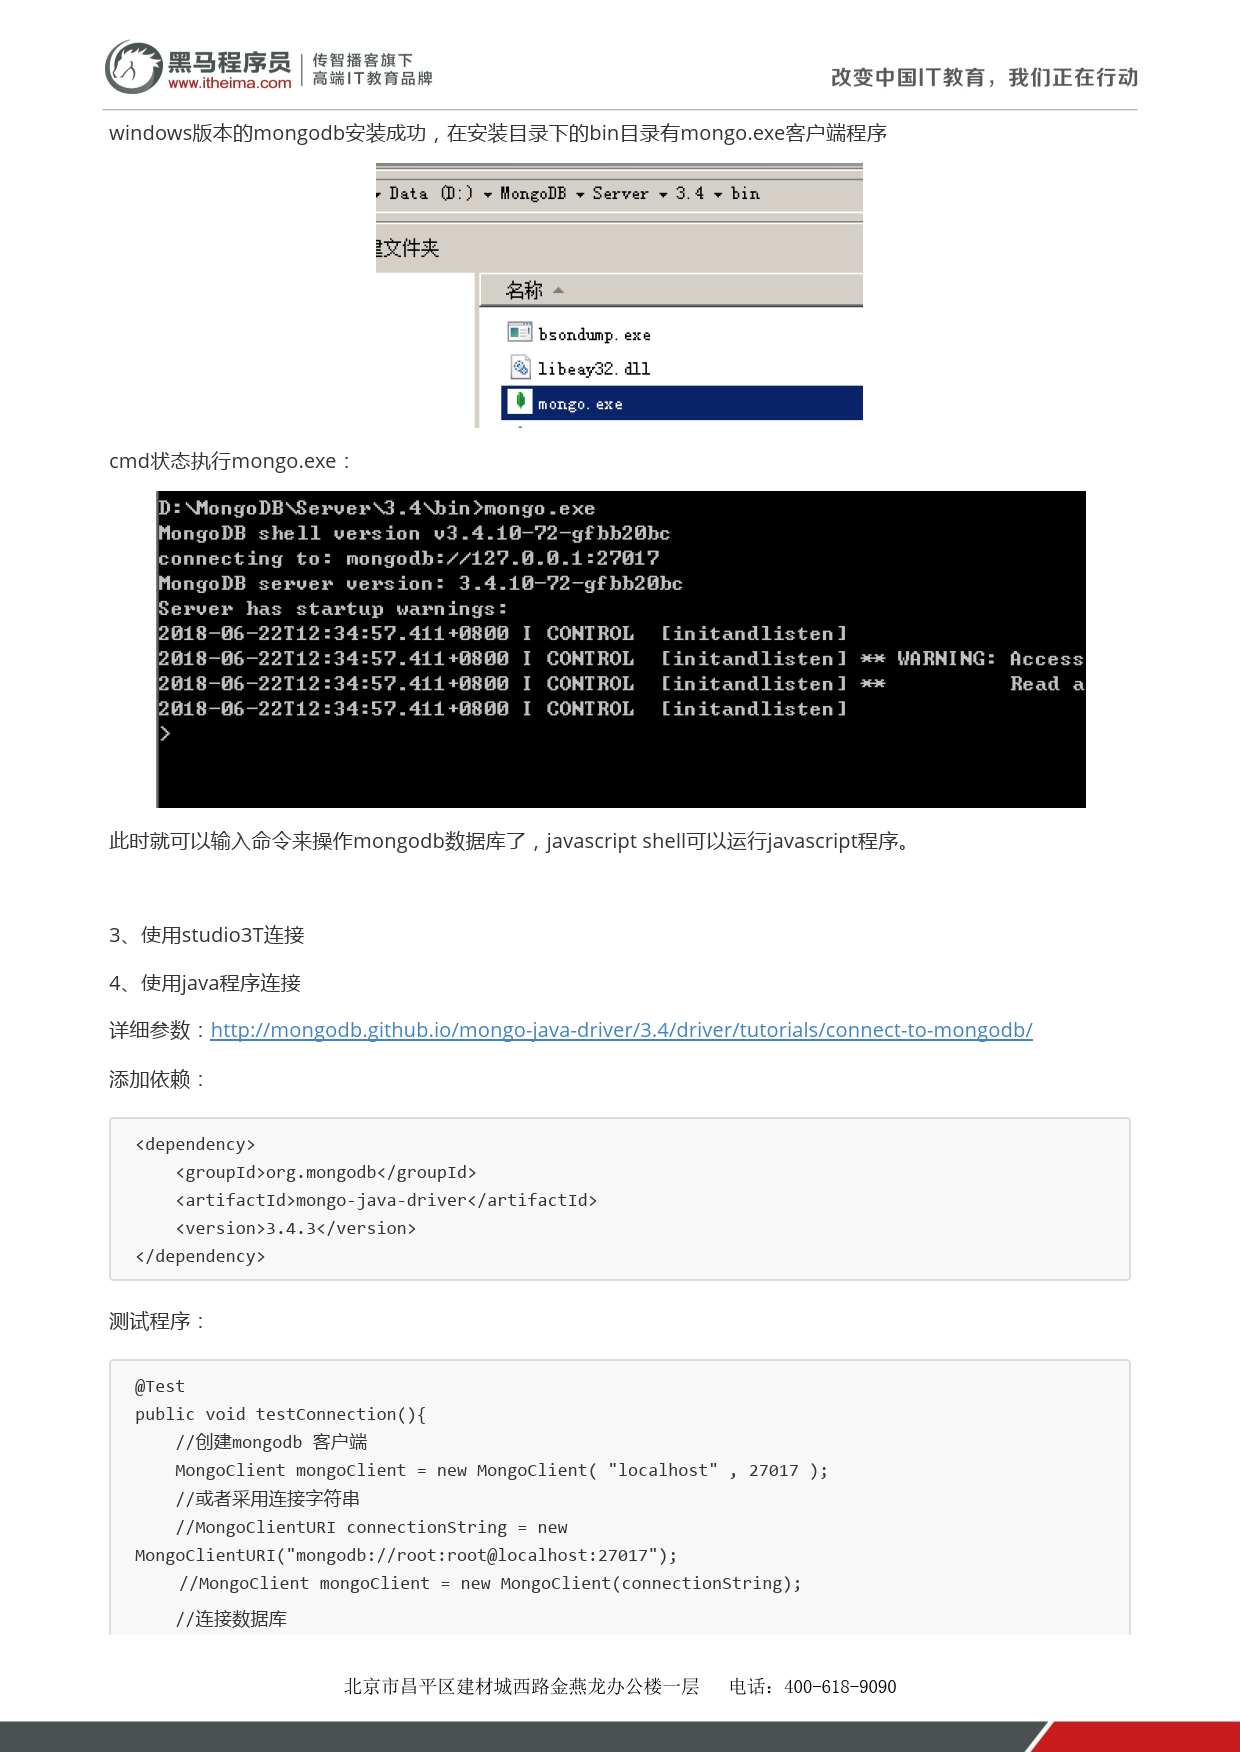 黑马程序员
www.itheima.com
传智播客旗下
高端IT教育品牌
改变中国IT教育，我们正在行动
windows版本的mongodb安装成功，在安装目录下的bin目录有mongo.exe客户端程序
Data (D:) ▾ MongoDB ▾ Server ▾ 3.4 ▾ bin
建文件夹
名称
bsondump.exe
libeay32.dll
mongo.exe
cmd状态执行mongo.exe：
D:\MongoDB\Server\3.4\bin>mongo.exe
MongoDB shell version v3.4.10-72-gfbb20bc
connecting to: mongodb://127.0.0.1:27017
MongoDB server version: 3.4.10-72-gfbb20bc
Server has startup warnings:
2018-06-22T12:34:57.411+0800 I CONTROL  [initandlisten]
2018-06-22T12:34:57.411+0800 I CONTROL  [initandlisten] ** WARNING: Access
2018-06-22T12:34:57.411+0800 I CONTROL  [initandlisten] **          Read a
2018-06-22T12:34:57.411+0800 I CONTROL  [initandlisten]
>
此时就可以输入命令来操作mongodb数据库了，javascript shell可以运行javascript程序。
3、使用studio3T连接
4、使用java程序连接
详细参数：http://mongodb.github.io/mongo-java-driver/3.4/driver/tutorials/connect-to-mongodb/
添加依赖：
<dependency>
    <groupId>org.mongodb</groupId>
    <artifactId>mongo-java-driver</artifactId>
    <version>3.4.3</version>
</dependency>
测试程序：
@Test
public void testConnection(){
    //创建mongodb 客户端
    MongoClient mongoClient = new MongoClient( "localhost" , 27017 );
    //或者采用连接字符串
    //MongoClientURI connectionString = new
MongoClientURI("mongodb://root:root@localhost:27017");
    //MongoClient mongoClient = new MongoClient(connectionString);
    //连接数据库
北京市昌平区建材城西路金燕龙办公楼一层 电话：400-618-9090